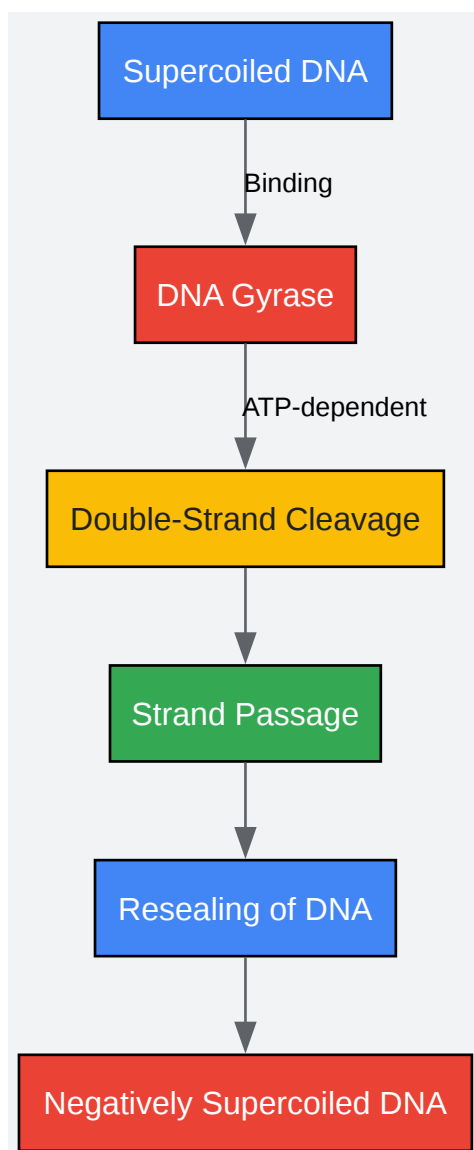 Supercoiled DNA
Binding
DNA Gyrase
ATP-dependent
Double-Strand Cleavage
Strand Passage
Resealing of DNA
Negatively Supercoiled DNA